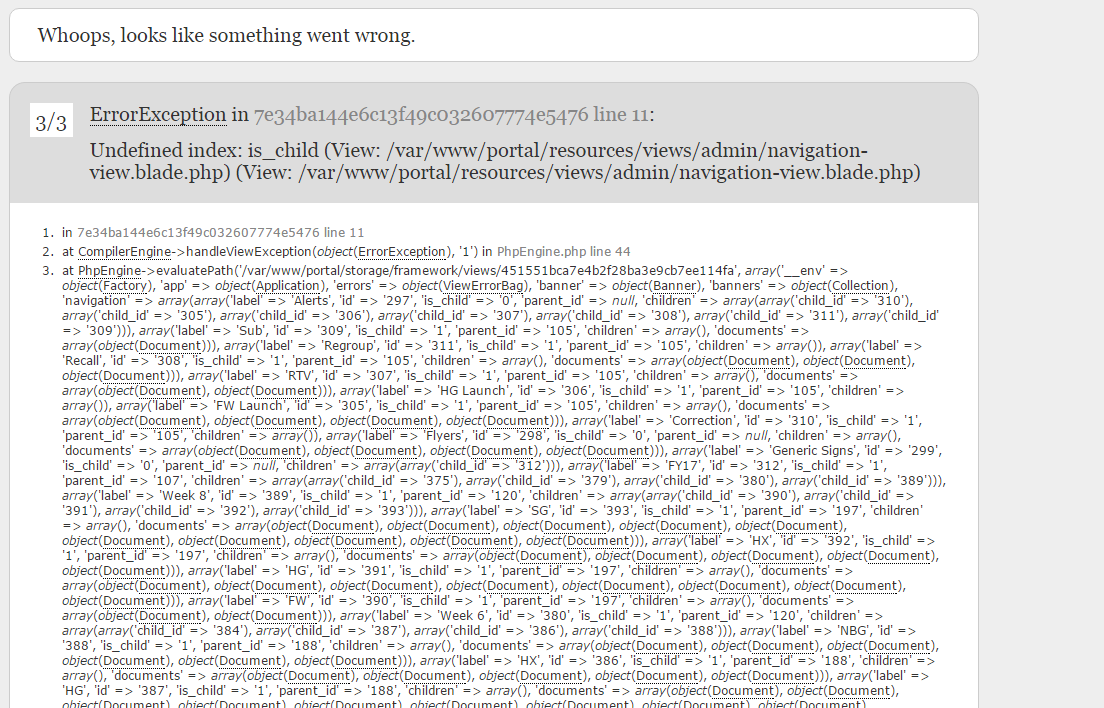 Whoops, looks like something went wrong.
3/3
ErrorException in 7e34ba144e6c13f49c032607774e5476 line 11:
Undefined index: is_child (View: /var/www/portal/resources/views/admin/navigation-
view.blade.php) (View: /var/www/portal/resources/views/admin/navigation-view.blade.php)
1. in 7e34ba144e6c13f49c032607774e5476 line 11
2. at CompilerEngine->handleViewException(object(ErrorException), '1') in PhpEngine.php line 44
3. at PhpEngine->evaluatePath('/var/www/portal/storage/framework/views/451551bca7e4b2f28ba3e9cb7ee114fa', array('__env' =>
object(Factory), 'app' => object(Application), 'errors' => object(ViewErrorBag), 'banner' => object(Banner), 'banners' => object(Collection),
'navigation' => array(array('label' => 'Alerts', 'id' => '297', 'is_child' => '0', 'parent_id' => null, 'children' => array(array('child_id' => '310'),
array('child_id' => '305'), array('child_id' => '306'), array('child_id' => '307'), array('child_id' => '308'), array('child_id' => '311'), array('child_id'
=> '309'))), array('label' => 'Sub', 'id' => '309', 'is_child' => '1', 'parent_id' => '105', 'children' => array(), 'documents' =>
array(object(Document))), array('label' => 'Regroup', 'id' => '311', 'is_child' => '1', 'parent_id' => '105', 'children' => array()), array('label' =>
'Recall', 'id' => '308', 'is_child' => '1', 'parent_id' => '105', 'children' => array(), 'documents' => array(object(Document), object(Document),
object(Document))), array('label' => 'RTV', 'id' => '307', 'is_child' => '1', 'parent_id' => '105', 'children' => array(), 'documents' =>
array(object(Document), object(Document))), array('label' => 'HG Launch', 'id' => '306', 'is_child' => '1', 'parent_id' => '105', 'children' =>
array()), array('label' => 'FW Launch', 'id' => '305', 'is_child' => '1', 'parent_id' => '105', 'children' => array(), 'documents' =>
array(object(Document), object(Document), object(Document), object(Document))), array('label' => 'Correction', 'id' => '310', 'is_child' => '1',
'parent_id' => '105', 'children' => array()), array('label' => 'Flyers', 'id' => '298', 'is_child' => '0', 'parent_id' => null, 'children' => array(),
'documents' => array(object(Document), object(Document), object(Document), object(Document))), array('label' => 'Generic Signs', 'id' => '299',
'is_child' => '0', 'parent_id' => null, 'children' => array(array('child_id' => '312'))), array('label' => 'FY17', 'id' => '312', 'is_child' => '1',
'parent_id' => '107', 'children' => array(array('child_id' => '375'), array('child_id' => '379'), array('child_id' => '380'), array('child_id' => '389'))),
array('label' => 'Week 8', 'id' => '389', 'is_child' => '1', 'parent_id' => '120', 'children' => array(array('child_id' => '390'), array('child_id' =>
'391'), array('child_id' => '392'), array('child_id' => '393'))), array('label' => 'SG', 'id' => '393', 'is_child' => '1', 'parent_id' => '197', 'children'
=> array(), 'documents' => array(object(Document), object(Document), object(Document), object(Document), object(Document),
object(Document), object(Document), object(Document), object(Document), object(Document))), array('label' => 'HX', 'id' => '392', 'is_child' =>
'1', 'parent_id' => '197', 'children' => array(), 'documents' => array(object(Document), object(Document), object(Document), object(Document),
object(Document))), array('label' => 'HG', 'id' => '391', 'is_child' => '1', 'parent_id' => '197', 'children' => array(), 'documents' =>
array(object(Document), object(Document), object(Document), object(Document), object(Document), object(Document), object(Document),
object(Document))), array('label' => 'FW', 'id' => '390', 'is_child' => '1', 'parent_id' => '197', 'children' => array(), 'documents' =>
array(object(Document), object(Document))), array('label' => 'Week 6', 'id' => '380', 'is_child' => '1', 'parent_id' => '120', 'children' =>
array(array('child_id' => '384'), array('child_id' => '387'), array('child_id' => '386'), array('child_id' => '388'))), array('label' => 'NBG', 'id' =>
'388', 'is_child' => '1', 'parent_id' => '188', 'children' => array(), 'documents' => array(object(Document), object(Document), object(Document),
object(Document), object(Document), object(Document))), array('label' => 'HX', 'id' => '386', 'is_child' => '1', 'parent_id' => '188', 'children' =>
array(), 'documents' => array(object(Document), object(Document), object(Document), object(Document), object(Document))), array('label' =>
'HG', 'id' => '387', 'is_child' => '1', 'parent_id' => '188', 'children' => array(), 'documents' => array(object(Document), object(Document),
object(Document), object(Document), object(Document), object(Document), object(Document), object(Document), object(Document),